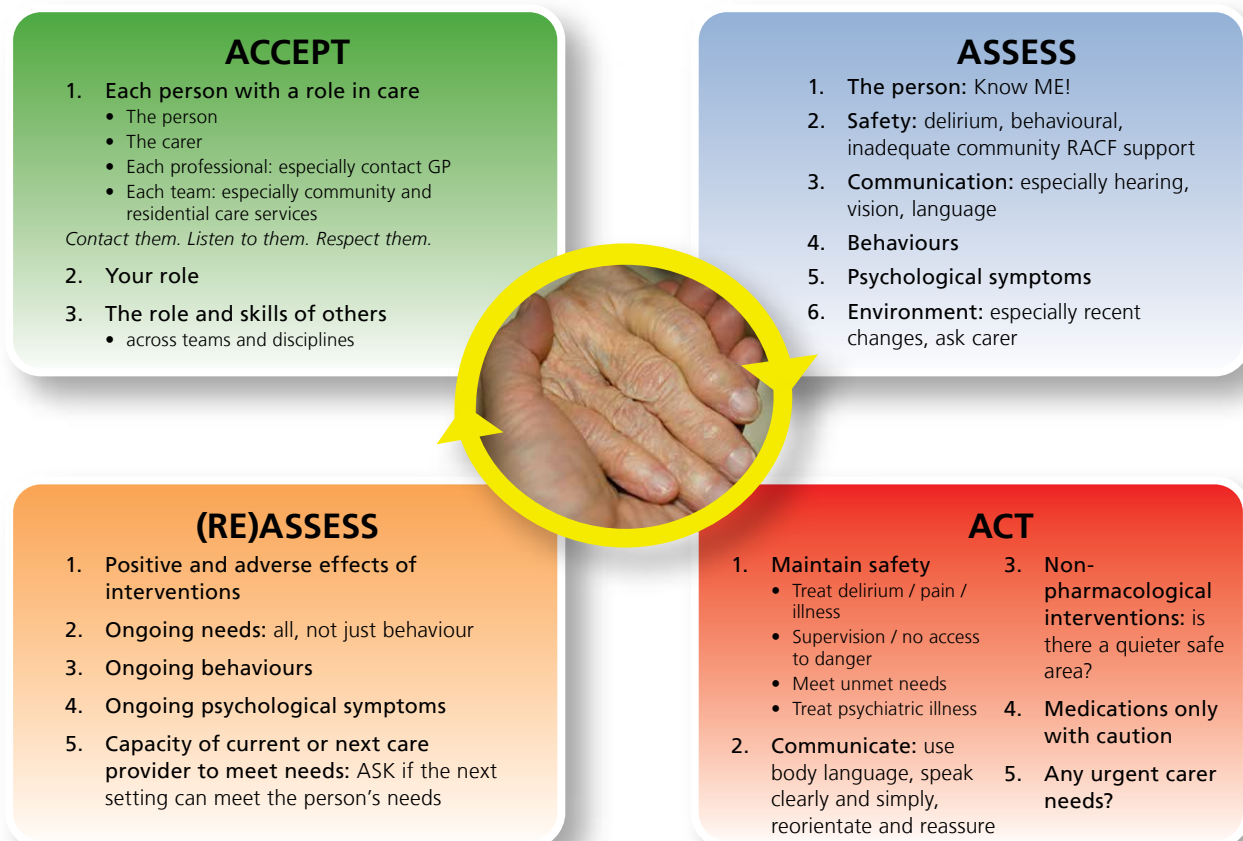 ACCEPT
1. Each person with a role in care
• The person
• The carer
• Each professional: especially contact GP
• Each team: especially community and
residential care services
Contact them. Listen to them. Respect them.
2. Your role
3. The role and skills of others
• across teams and disciplines
ASSESS
1. The person: Know ME!
2. Safety: delirium, behavioural,
inadequate community RACF support
3. Communication: especially hearing,
vision, language
4. Behaviours
5. Psychological symptoms
6. Environment: especially recent
changes, ask carer
(RE)ASSESS
1. Positive and adverse effects of
interventions
2. Ongoing needs: all, not just behaviour
3. Ongoing behaviours
4. Ongoing psychological symptoms
5. Capacity of current or next care
provider to meet needs: ASK if the next
setting can meet the person's needs
ACT
1. Maintain safety
• Treat delirium / pain /
illness
• Supervision / no access
to danger
• Meet unmet needs
• Treat psychiatric illness
2. Communicate: use
body language, speak
clearly and simply,
reorientate and reassure
3. Non-
pharmacological
interventions: is
there a quieter safe
area?
4. Medications only
with caution
5. Any urgent carer
needs?